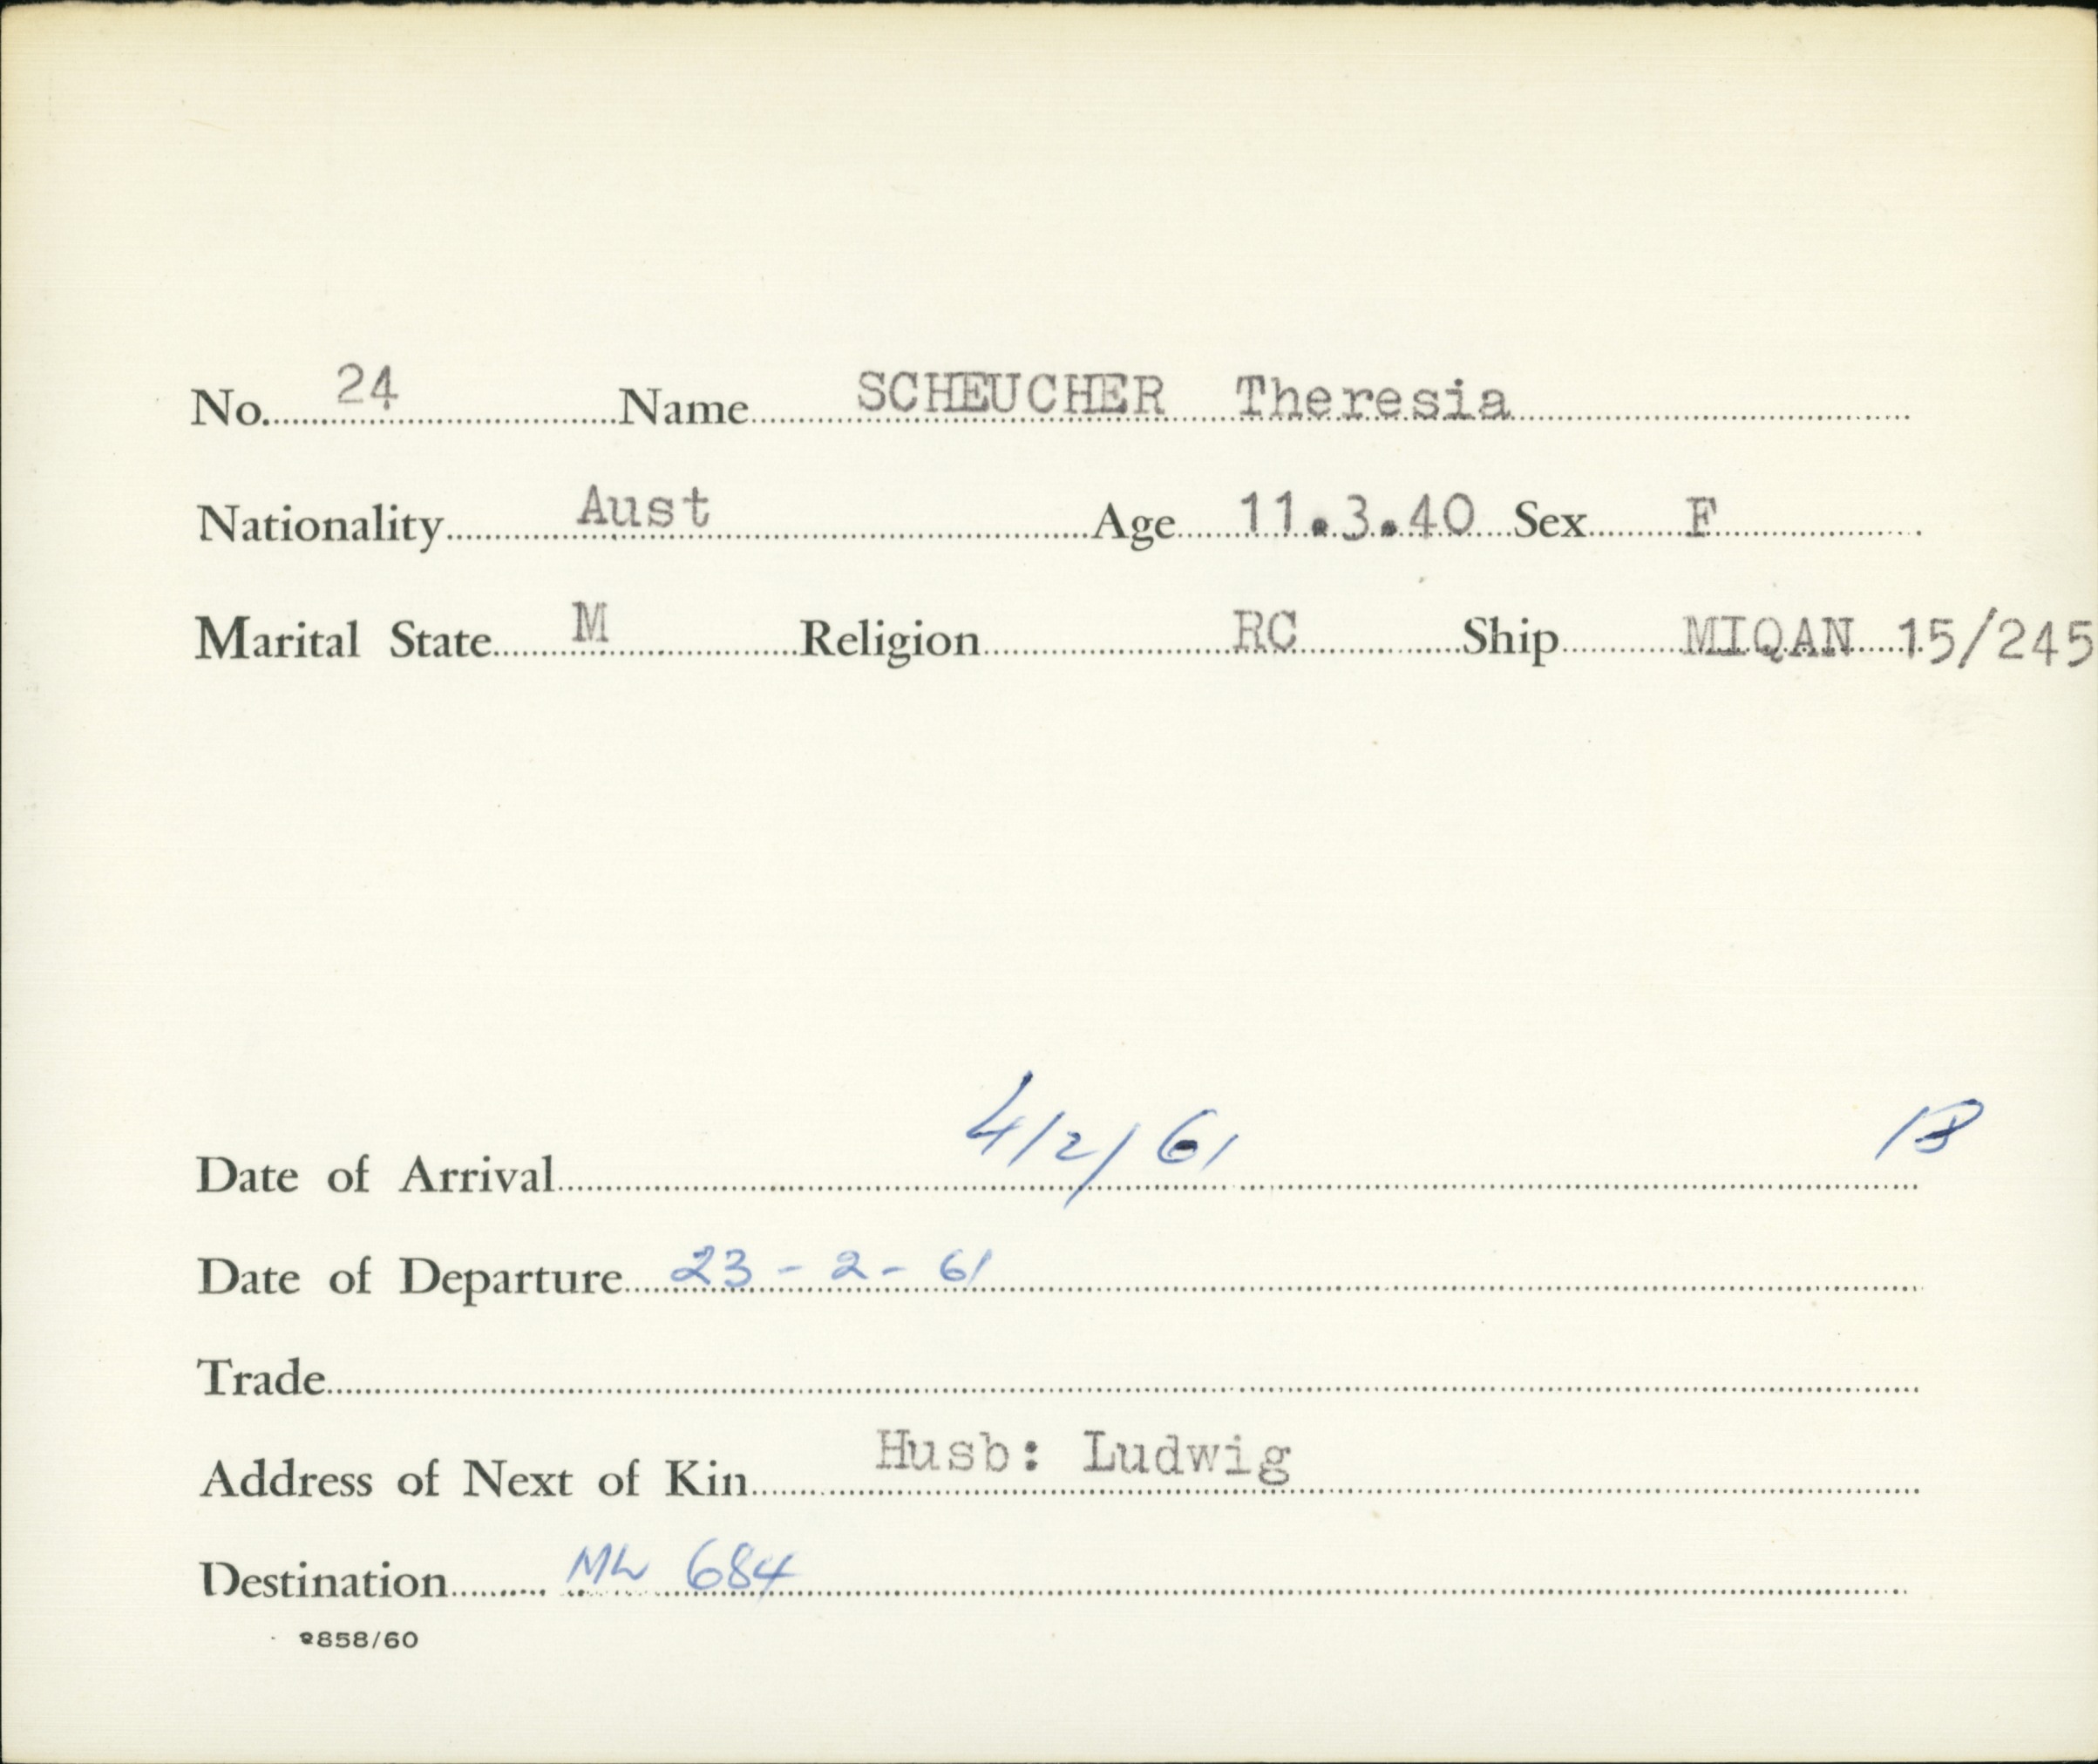 No. 24 Name SCHEUCHER Theresia
Nationality Aust Age 11.3.40 Sex F
Marital State M Religion RC Ship MIQAN 15/245
4/2/61 18
Date of Arrival
Date of Departure 23-2-61
Trade
Address of Next of Kin Husb: Ludwig
Destination 684
2858/60